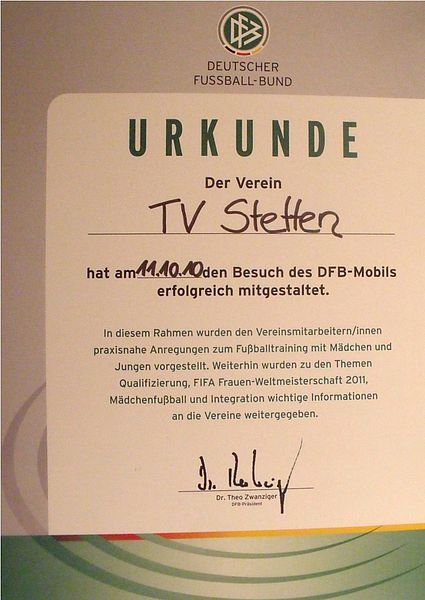 DFB
DEUTSCHER
FUSSBALL-BUND
URKUNDE
Der Verein
TV Stetten
hat am 11.10.10 den Besuch des DFB-Mobils
erfolgreich mitgestaltet.
In diesem Rahmen wurden den Vereinsmitarbeitern/innen
praxisnahe Anregungen zum Fußballtraining mit Mädchen und
Jungen vorgestellt. Weiterhin wurden zu den Themen
Qualifizierung, FIFA Frauen-Weltmeisterschaft 2011,
Mädchenfußball und Integration wichtige Informationen
an die Vereine weitergegeben.
Dr. Theo Zwanziger
DFB-Präsident